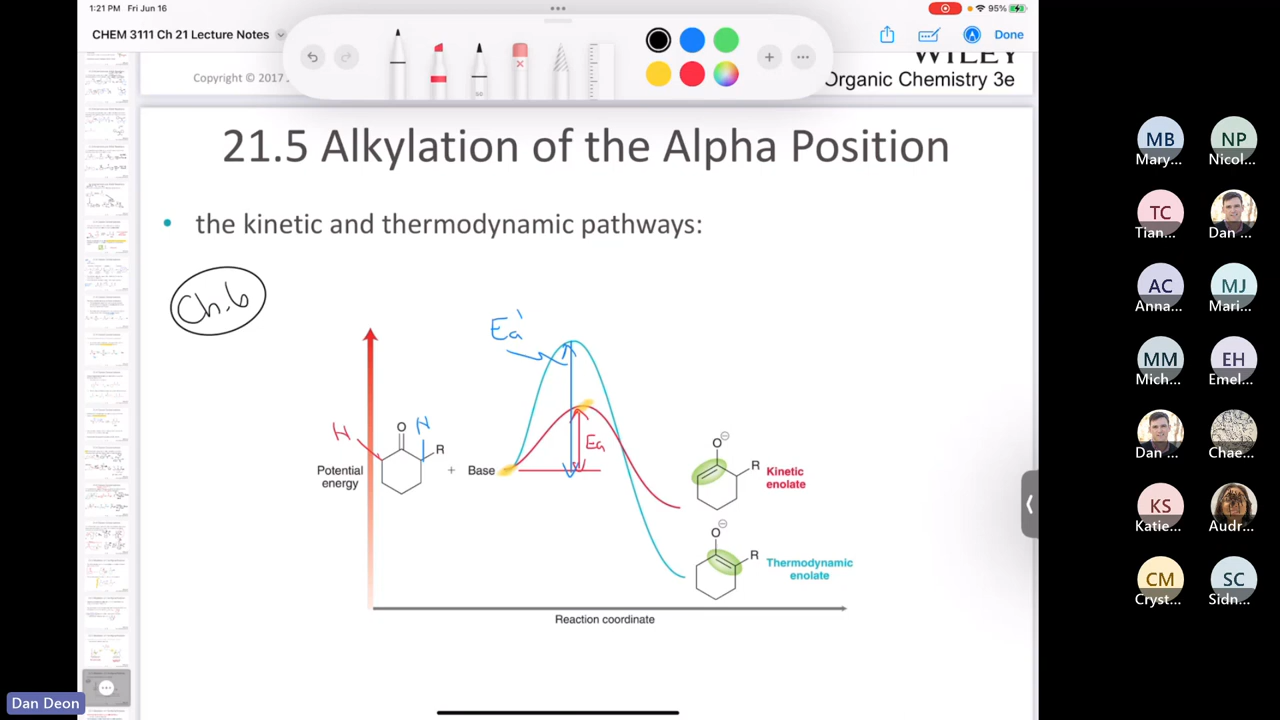 1:21 PM Fri Jun 16
95%
CHEM 3111 Ch 21 Lecture Notes
Done
Copyright © 2017
WILEY
Organic Chemistry 3e
21.5 Alkylation of the Alpha Position
• the kinetic and thermodynamic pathways:
Ch. 6
Ea'
H
O
H
R
Potential
energy
+ Base
Ea
O
R
Kinetic
enolate
O
R
Thermodynamic
enolate
Reaction coordinate
Dan Deon
MB
Mary...
NP
Nicol...
TC
Tian...
Dan ...
AC
Anna...
MJ
Mari...
MM
Mich...
EH
Emel...
Dan ...
Chae...
KS
Katie...
Audr...
CM
Cryst...
SC
Sidn...